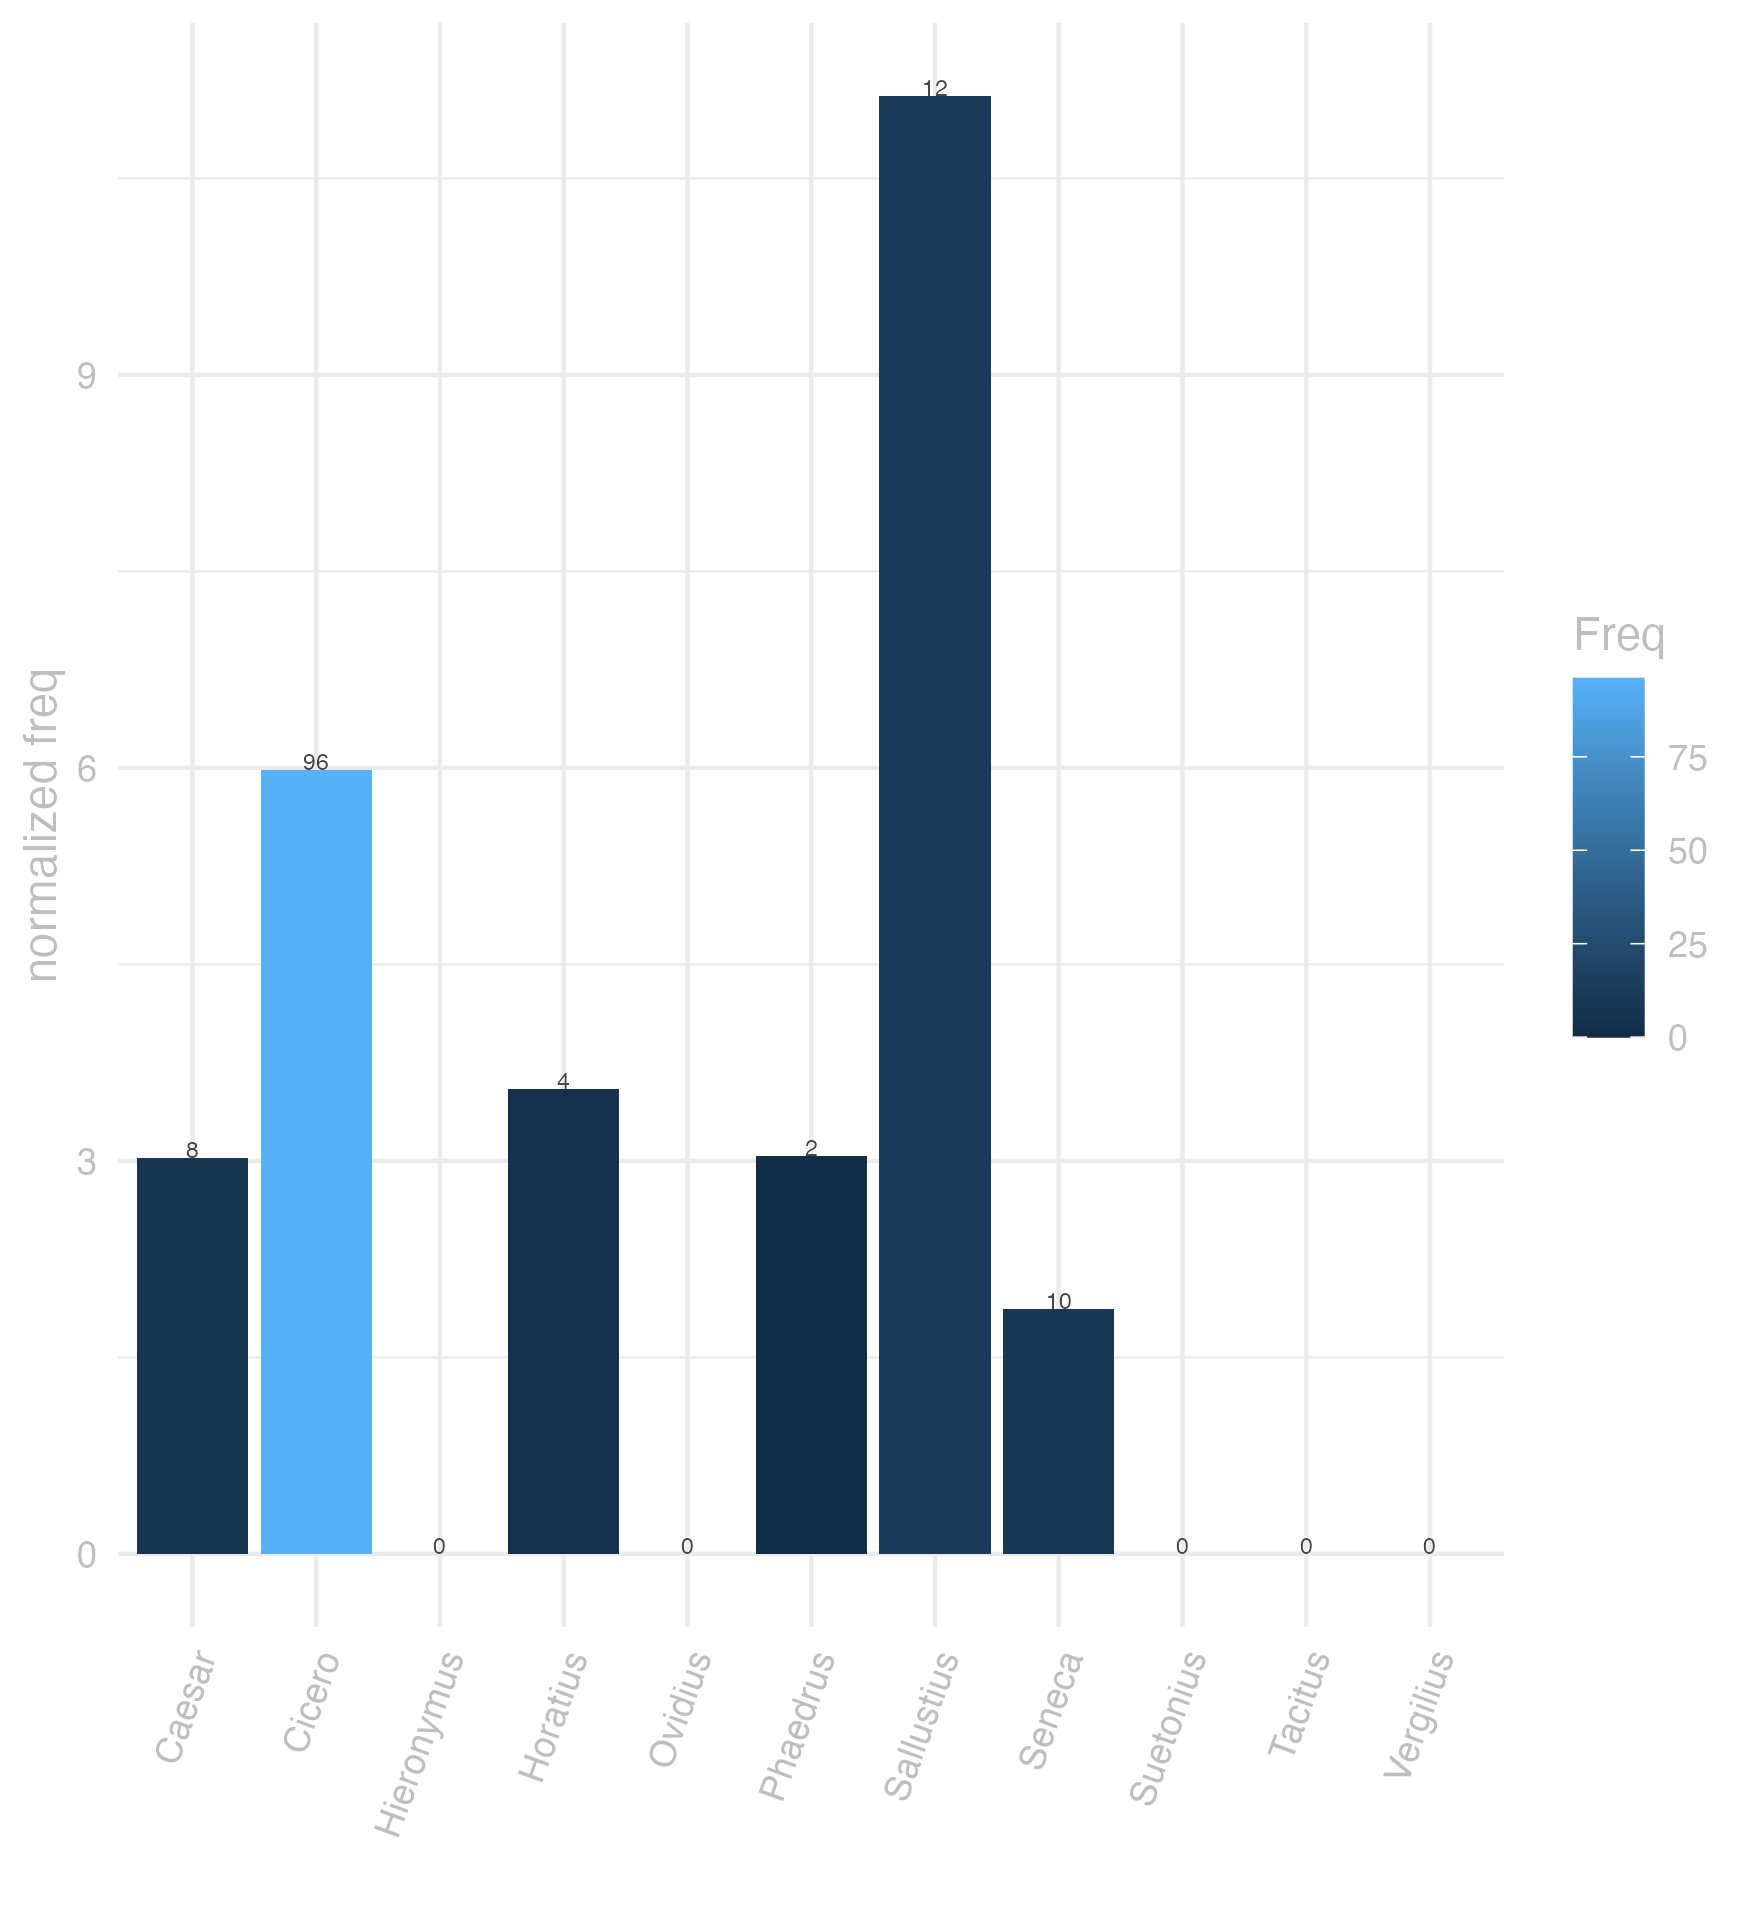 12
9
96
6
4
8
2
3
10
0
0
0
0
0
0
normalized freq
Caesar
Cicero
Hieronymus
Horatius
Ovidius
Phaedrus
Sallustius
Seneca
Suetonius
Tacitus
Vergilius
Freq
75
50
25
0